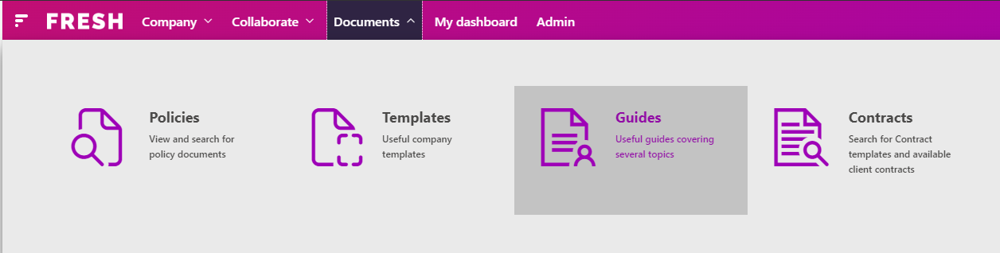 FRESH Company Collaborate Documents My dashboard Admin
Policies
View and search for
policy documents
Templates
Useful company
templates
Guides
Useful guides covering
several topics
Contracts
Search for Contract
templates and available
client contracts